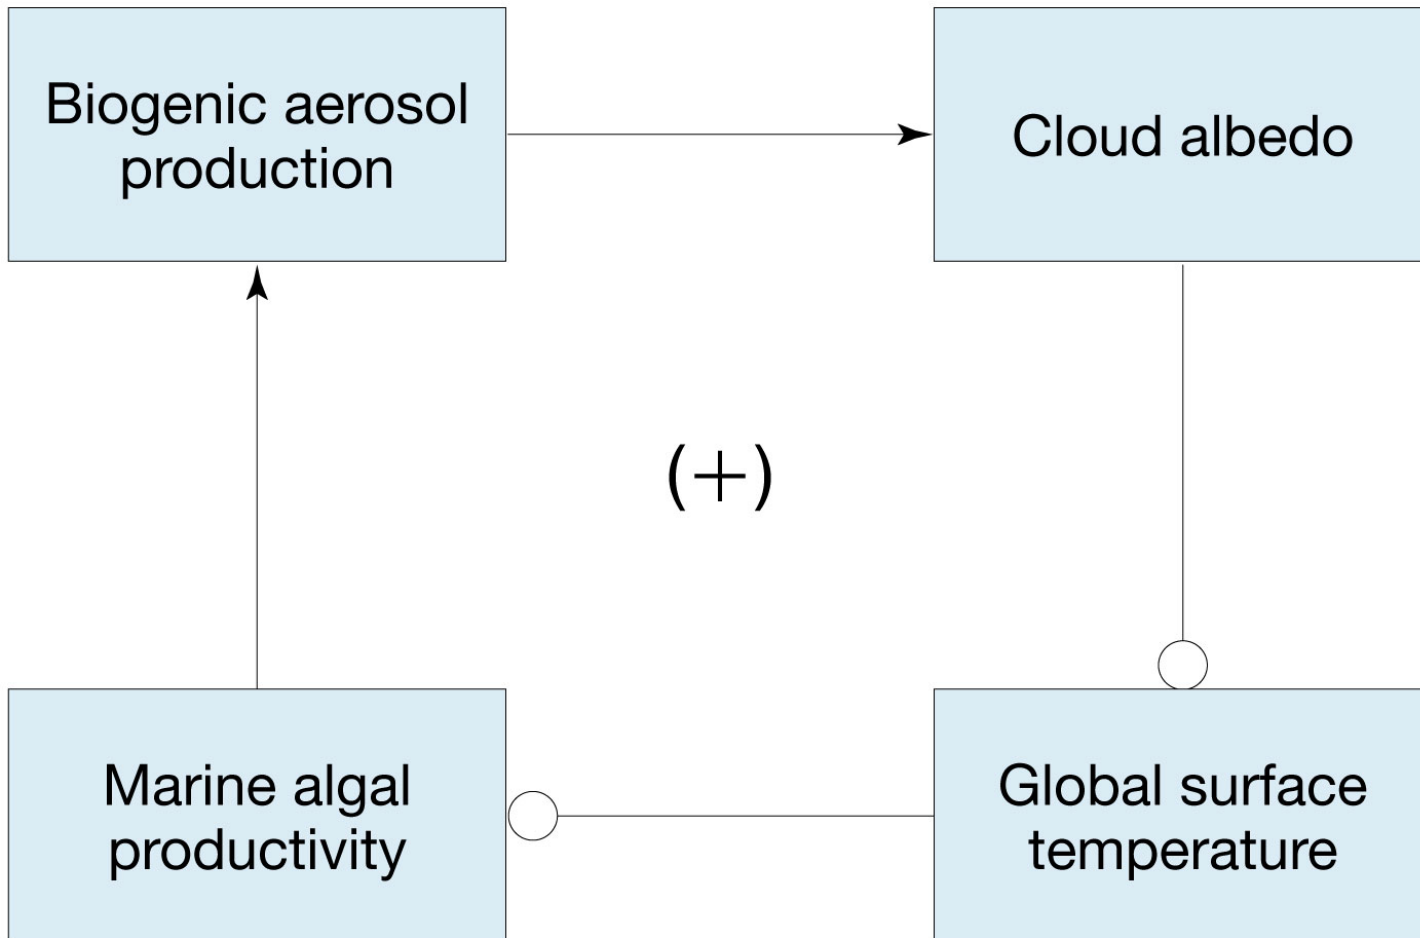 Biogenic aerosol
production
Cloud albedo
(+)
Marine algal
productivity
Global surface
temperature